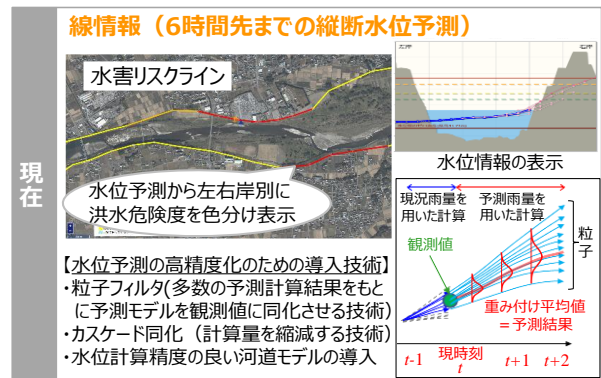 現在
線情報（6時間先までの縦断水位予測）
水害リスクライン
水位予測から左右岸別に
洪水危険度を色分け表示
左岸
右岸
水位情報の表示
【水位予測の高精度化のための導入技術】
・粒子フィルタ(多数の予測計算結果をもと
に予測モデルを観測値に同化させる技術)
・カスケード同化（計算量を縮減する技術）
・水位計算精度の良い河道モデルの導入
現況雨量
を用いた計算
予測雨量
を用いた計算
粒子
観測値
重み付け平均値
＝予測結果
t-1
現時刻
t
t+1
t+2